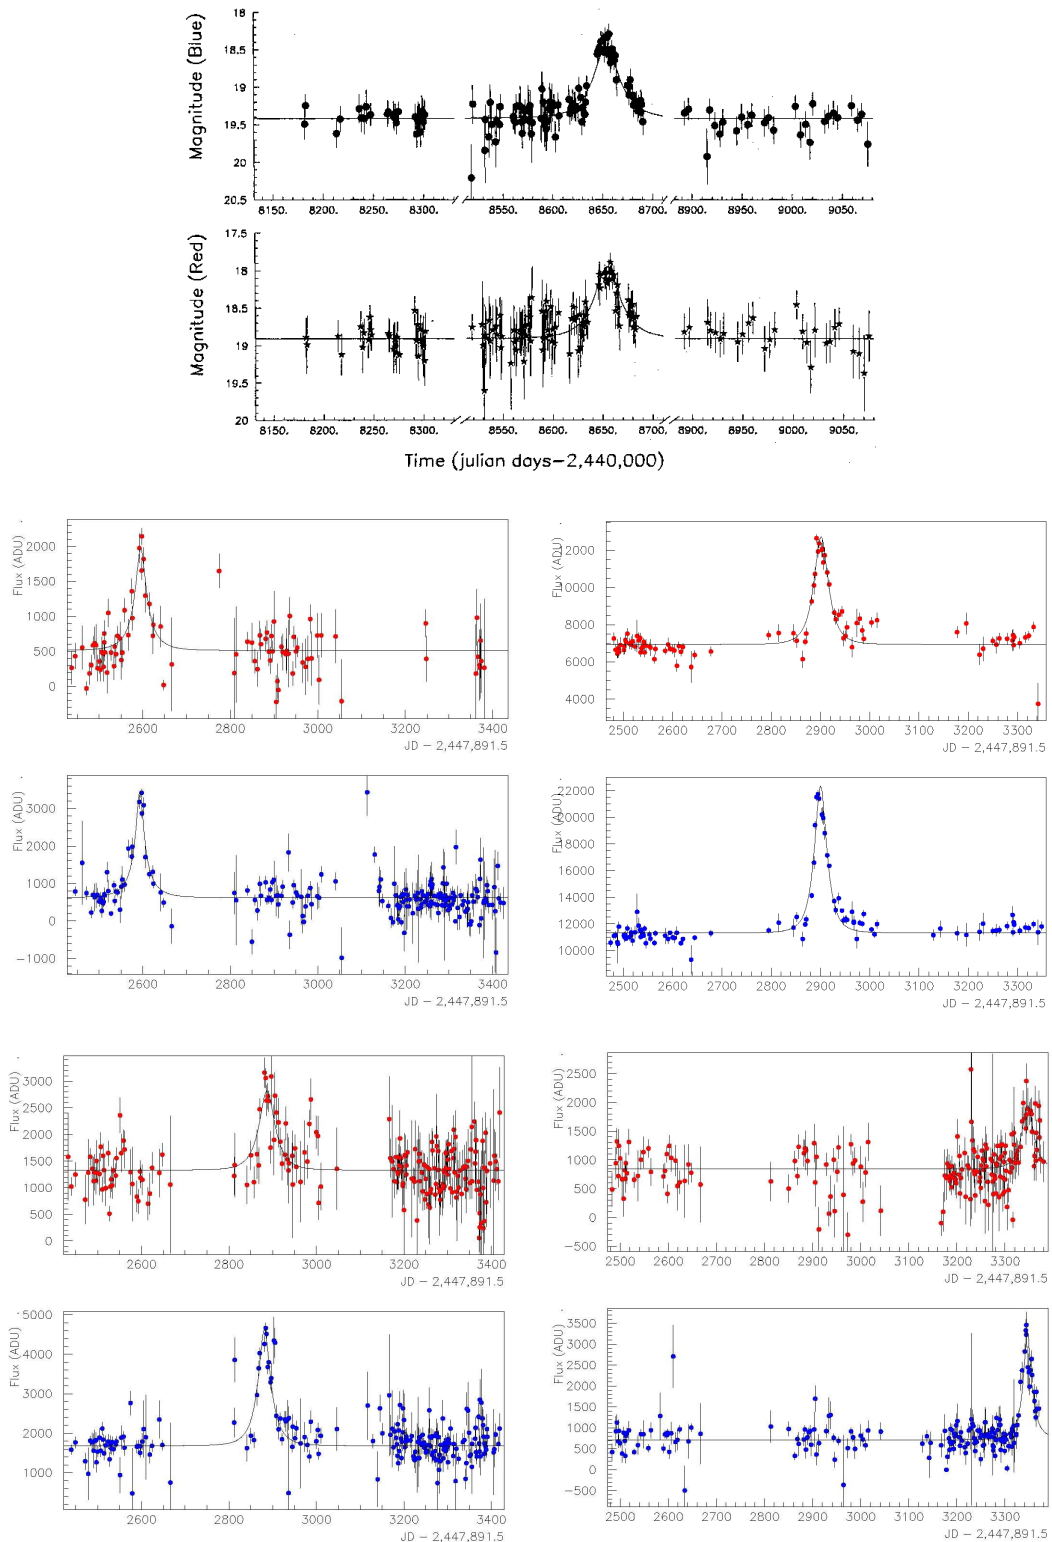 Magnitude (Blue)
18
18.5
19
19.5
20
20.5
8150. 8200. 8250. 8300. 8550. 8600. 8650. 8700. 8900. 8950. 9000. 9050.
Magnitude (Red)
17.5
18
18.5
19
19.5
20
8150. 8200. 8250. 8300. 8550. 8600. 8650. 8700. 8900. 8950. 9000. 9050.
Time (julian days-2,440,000)
Flux (ADU)
2000
1500
1000
500
0
2600 2800 3000 3200 3400
JD - 2,447,891.5
Flux (ADU)
12000
10000
8000
6000
4000
2500 2600 2700 2800 2900 3000 3100 3200 3300
JD - 2,447,891.5
Flux (ADU)
3000
2000
1000
0
-1000
2600 2800 3000 3200 3400
JD - 2,447,891.5
Flux (ADU)
22000
20000
18000
16000
14000
12000
10000
2500 2600 2700 2800 2900 3000 3100 3200 3300
JD - 2,447,891.5
Flux (ADU)
3000
2500
2000
1500
1000
500
0
2600 2800 3000 3200 3400
JD - 2,447,891.5
Flux (ADU)
2500
2000
1500
1000
500
0
-500
2500 2600 2700 2800 2900 3000 3100 3200 3300
JD - 2,447,891.5
Flux (ADU)
5000
4000
3000
2000
1000
2600 2800 3000 3200 3400
JD - 2,447,891.5
Flux (ADU)
3500
3000
2500
2000
1500
1000
500
0
-500
2500 2600 2700 2800 2900 3000 3100 3200 3300
JD - 2,447,891.5